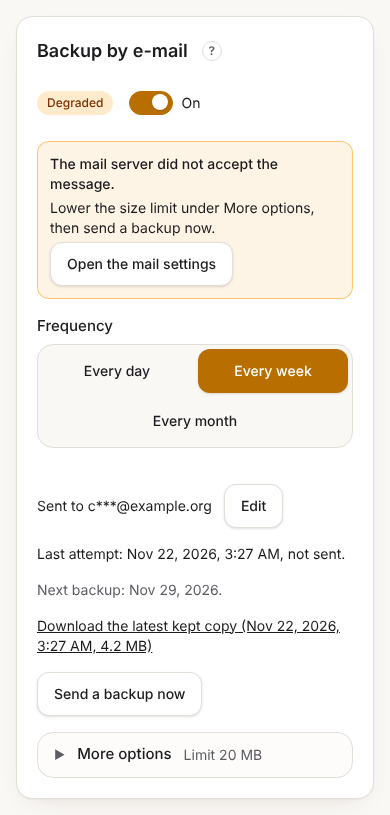 Backup by e-mail ?
Degraded On
The mail server did not accept the
message.
Lower the size limit under More options,
then send a backup now.
Open the mail settings
Frequency
Every day Every week
Every month
Sent to c***@example.org Edit
Last attempt: Nov 22, 2026, 3:27 AM, not sent.
Next backup: Nov 29, 2026.
Download the latest kept copy (Nov 22, 2026,
3:27 AM, 4.2 MB)
Send a backup now
More options Limit 20 MB